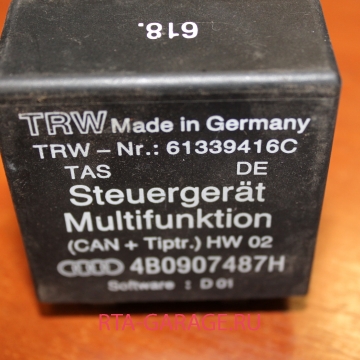 618.
TRW Made in Germany
TRW – Nr.: 61339416C
TAS DE
Steuergerät
Multifunktion
(CAN + Tiptr.) HW 02
4B0907487H
Software : D 01
RTA-GARAGE.RU